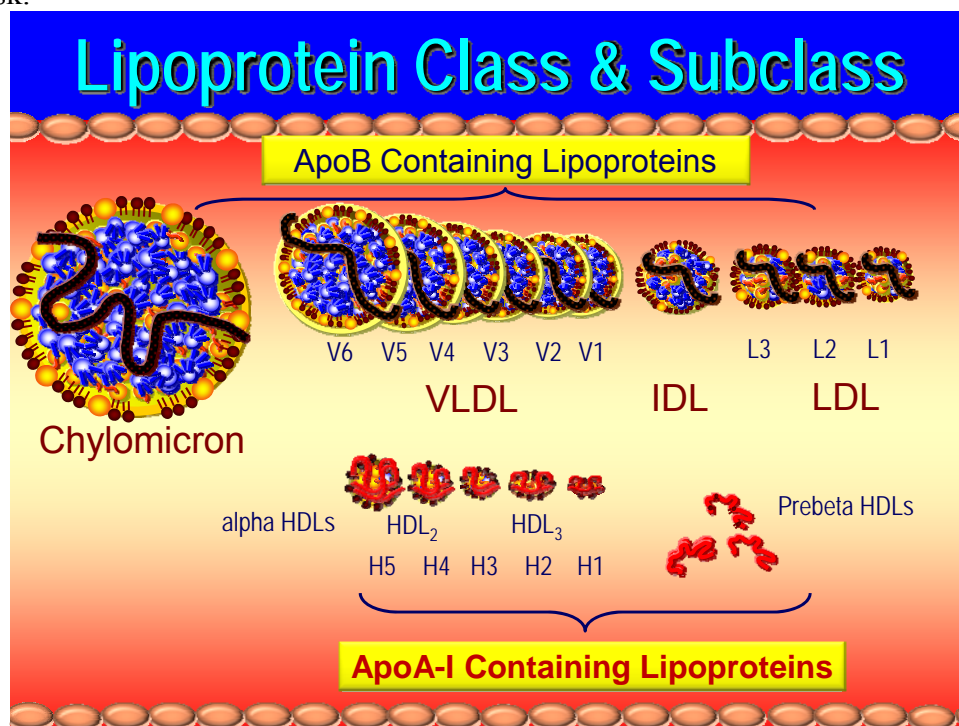 Lipoprotein Class & Subclass
ApoB Containing Lipoproteins
V6 V5 V4 V3 V2 V1
L3 L2 L1
VLDL IDL LDL
Chylomicron
alpha HDLs
HDL2 HDL3
Prebeta HDLs
H5 H4 H3 H2 H1
ApoA-I Containing Lipoproteins